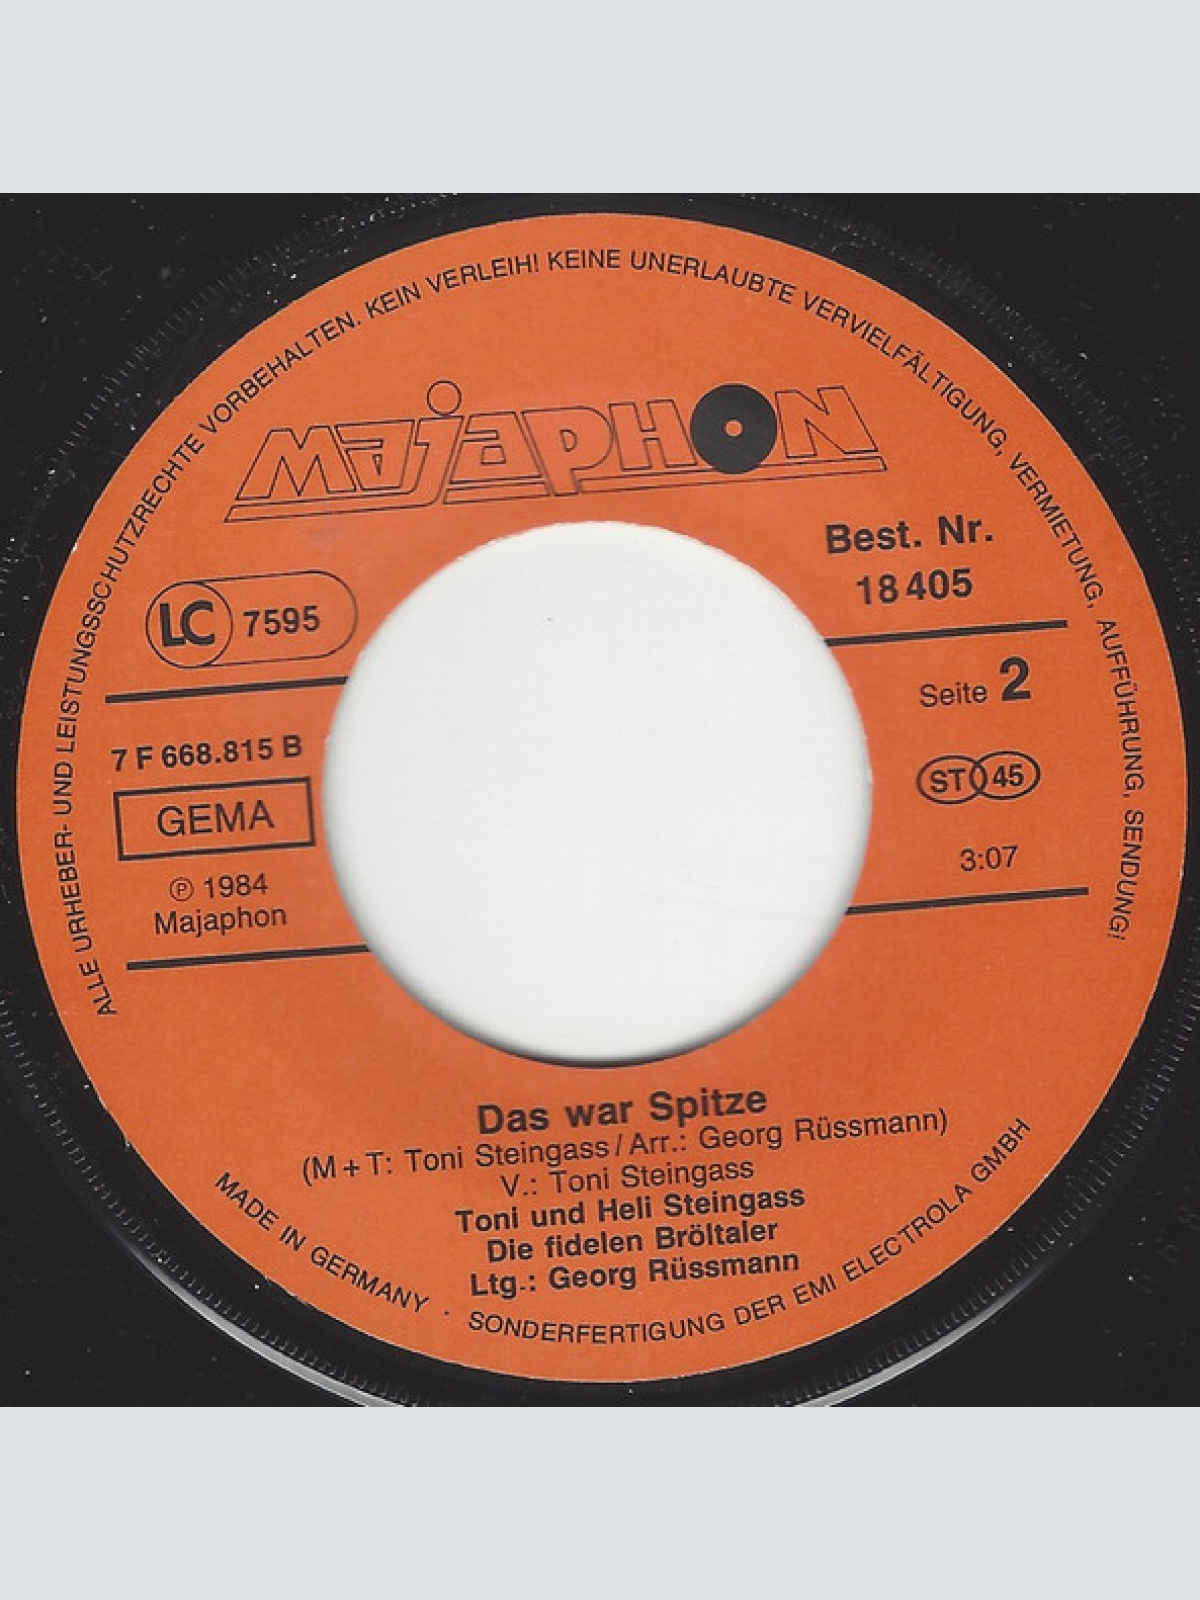 ALLE URHEBER- UND LEISTUNGSSCHUTZRECHTE VORBEHALTEN. KEIN VERLEIH! KEINE UNERLAUBTE VERVIELFÄLTIGUNG, VERMIETUNG, AUFFÜHRUNG, SENDUNG!
MAJAPHON
Best. Nr.
18 405
LC 7595
Seite 2
7 F 668.815 B
ST 45
GEMA
3:07
℗ 1984
Majaphon
Das war Spitze
(M + T: Toni Steingass / Arr.: Georg Rüssmann)
V.: Toni Steingass
Toni und Heli Steingass
Die fidelen Bröltaler
Ltg.: Georg Rüssmann
MADE IN GERMANY · SONDERFERTIGUNG DER EMI ELECTROLA GMBH